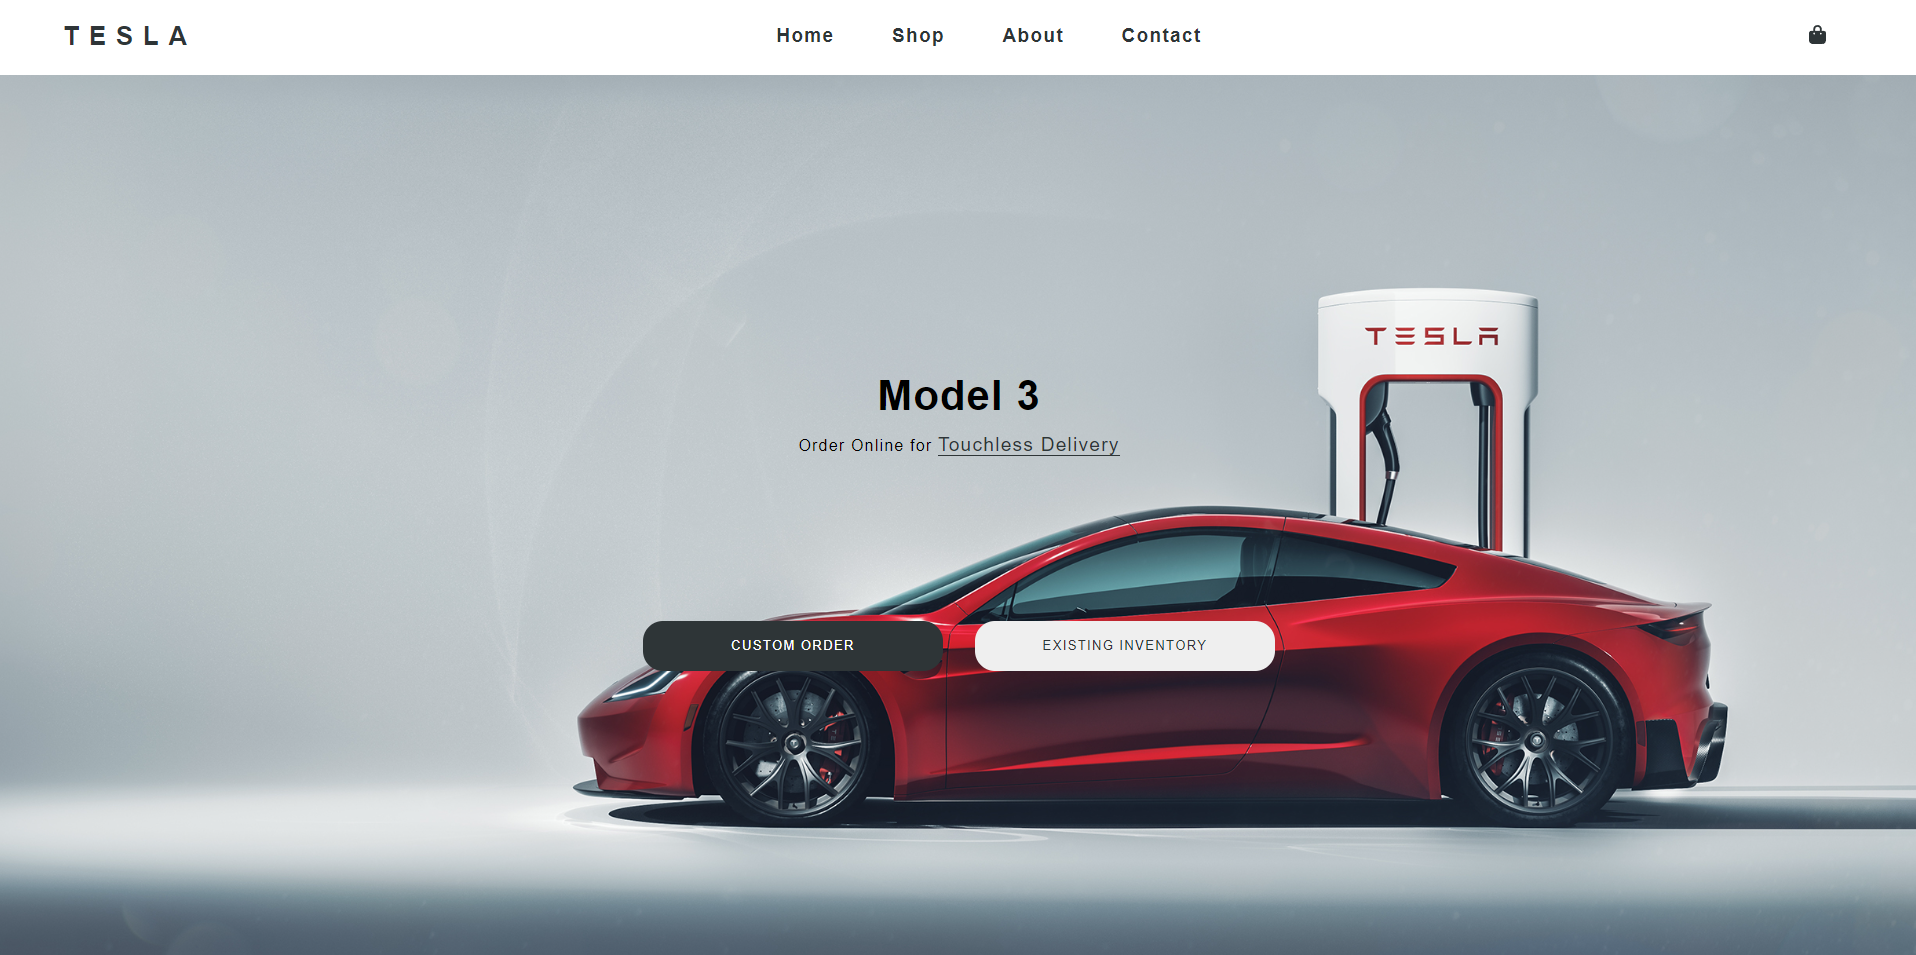 TESLA
Home Shop About Contact
TESLA
Model 3
Order Online for Touchless Delivery
CUSTOM ORDER
EXISTING INVENTORY